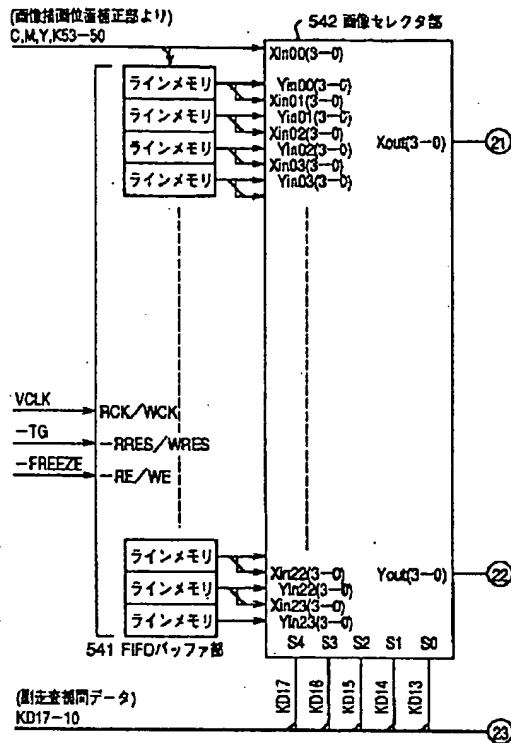 (画像描画位置補正部より)
C,M,Y,K53−50
542 画像セレクタ部
Xin00(3−0)
ラインメモリ
Yin00(3−0)
Xin01(3−0)
ラインメモリ
Yin01(3−0)
Xin02(3−0)
ラインメモリ
Yin02(3−0)
Xin03(3−0)
ラインメモリ
Yin03(3−0)
Xout(3−0)
21
VCLK
RCK/WCK
−TG
−RRES/WRES
−FREEZE
−RE/WE
ラインメモリ
Xin22(3−0)
ラインメモリ
Yin22(3−0)
Xin23(3−0)
ラインメモリ
Yin23(3−0)
Yout(3−0)
22
541 FIFOバッファ部
S4 S3 S2 S1 S0
KD17 KD16 KD15 KD14 KD13
(副走査補間データ)
KD17−10
23